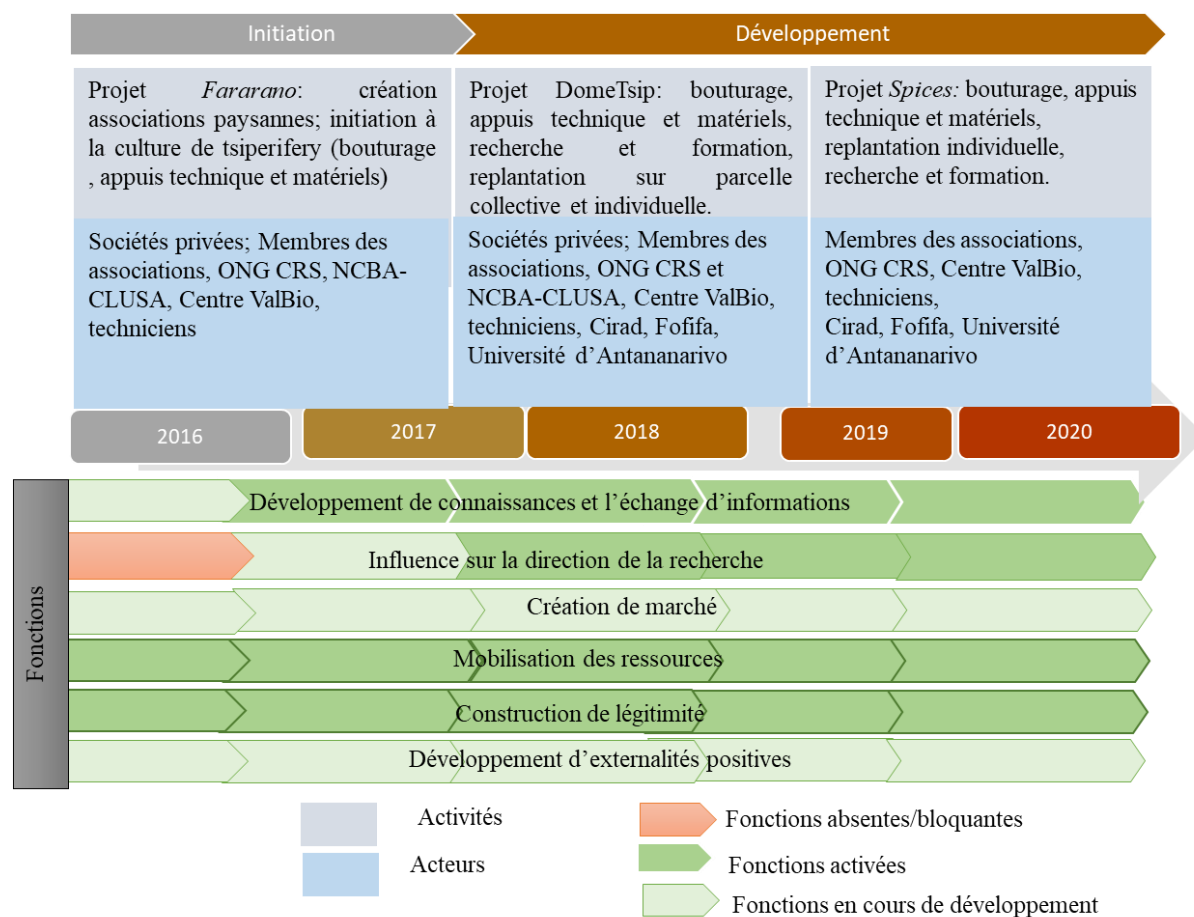 Initiation
Développement
Projet Fararano: création
associations paysannes; initiation à
la culture de tsiperifery (bouturage
, appuis technique et matériels)
Projet DomeTsip: bouturage,
appuis technique et matériels,
recherche et formation,
replantation sur parcelle
collective et individuelle.
Projet Spices: bouturage, appuis
technique et matériels,
replantation individuelle,
recherche et formation.
Sociétés privées; Membres des
associations, ONG CRS, NCBA-
CLUSA, Centre ValBio,
techniciens
Sociétés privées; Membres des
associations, ONG CRS et
NCBA-CLUSA, Centre ValBio,
techniciens, Cirad, Fofifa,
Université d’Antananarivo
Membres des associations,
ONG CRS, Centre ValBio,
techniciens,
Cirad, Fofifa, Université
d’Antananarivo
2016
2017
2018
2019
2020
Fonctions
Développement de connaissances et l’échange d’informations
Influence sur la direction de la recherche
Création de marché
Mobilisation des ressources
Construction de légitimité
Développement d’externalités positives
Activités
Acteurs
Fonctions absentes/bloquantes
Fonctions activées
Fonctions en cours de développement